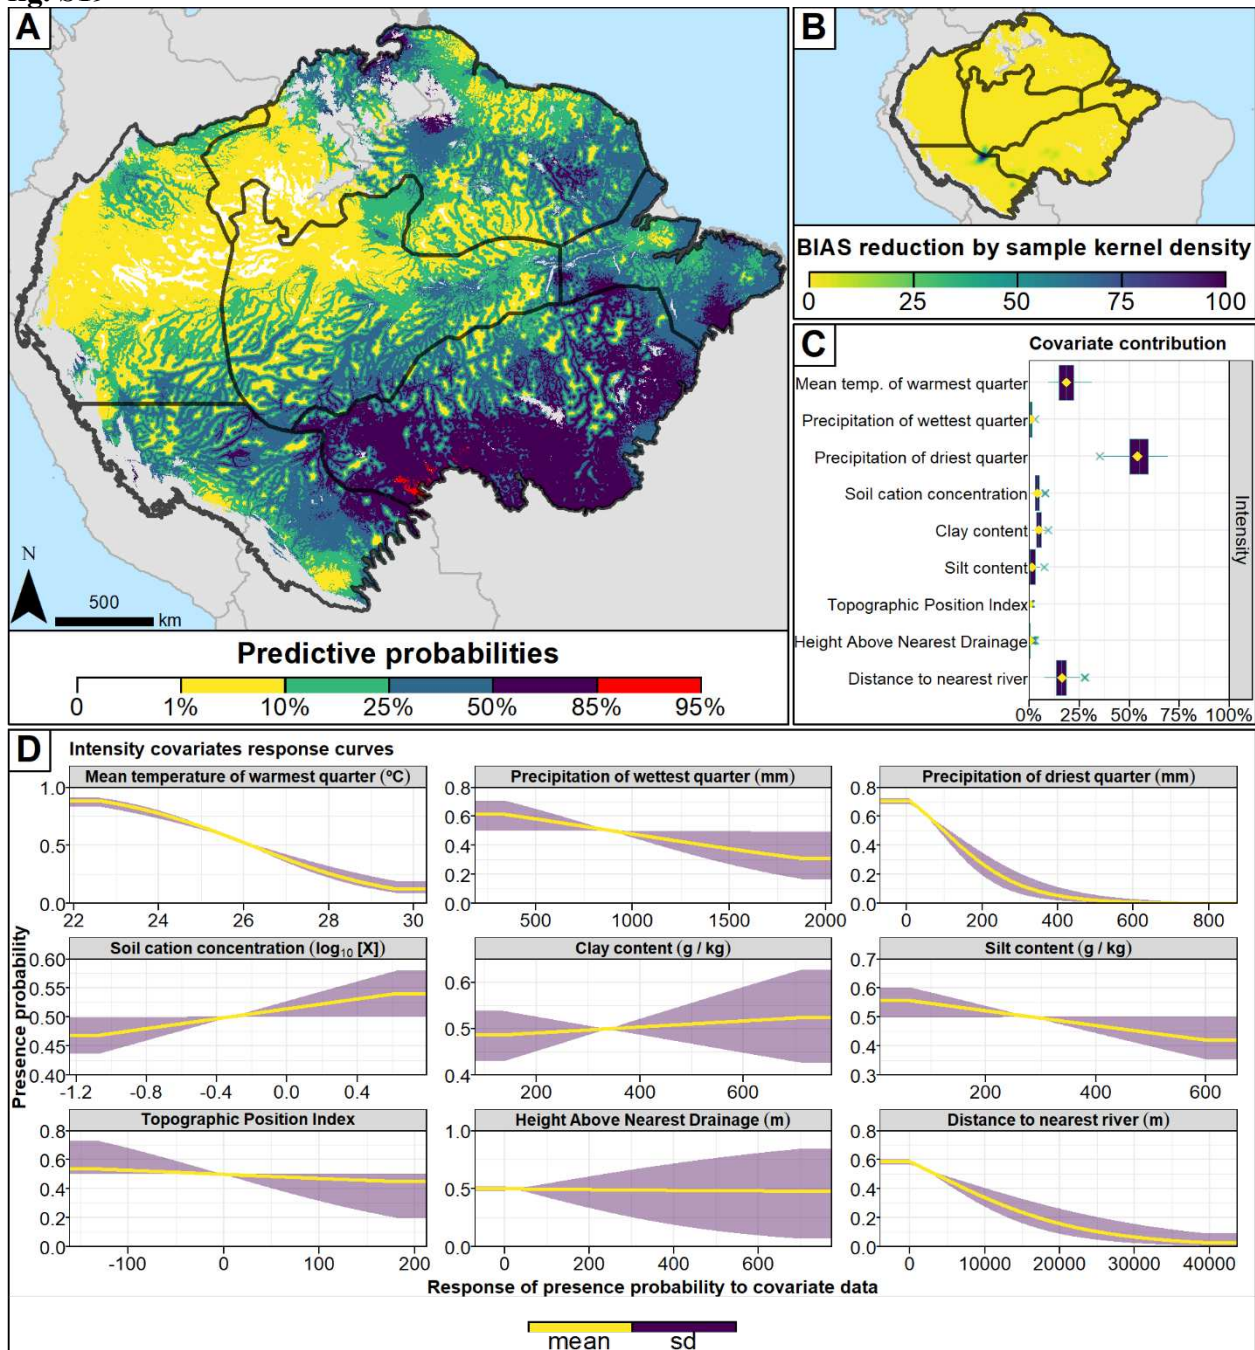 fig. S19
A
N
500
km
Predictive probabilities
0 1% 10% 25% 50% 85% 95%
B
BIAS reduction by sample kernel density
0 25 50 75 100
C
Covariate contribution
Mean temp. of warmest quarter
Precipitation of wettest quarter
Precipitation of driest quarter
Soil cation concentration
Clay content
Silt content
Topographic Position Index
Height Above Nearest Drainage
Distance to nearest river
0% 25% 50% 75% 100%
Intensity
D
Intensity covariates response curves
Presence probability
Mean temperature of warmest quarter (ºC)
1.0
0.5
0.0
22 24 26 28 30
Precipitation of wettest quarter (mm)
0.8
0.6
0.4
0.2
0.0
500 1000 1500 2000
Precipitation of driest quarter (mm)
0.8
0.6
0.4
0.2
0.0
0 200 400 600 800
Soil cation concentration (log₁₀ [X])
0.60
0.55
0.50
0.45
0.40
-1.2 -0.8 -0.4 0.0 0.4
Clay content (g / kg)
0.6
0.5
0.4
200 400 600
Silt content (g / kg)
0.7
0.6
0.5
0.4
0.3
200 400 600
Topographic Position Index
0.8
0.6
0.4
0.2
0.0
-100 0 100 200
Height Above Nearest Drainage (m)
1.0
0.5
0.0
0 200 400 600
Distance to nearest river (m)
0.8
0.6
0.4
0.2
0.0
0 10000 20000 30000 40000
Response of presence probability to covariate data
mean sd